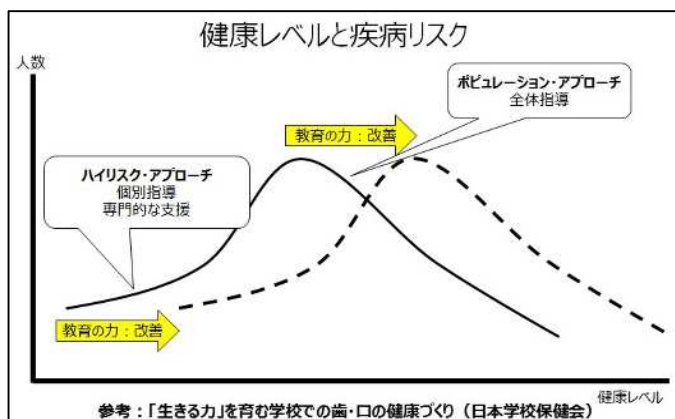 健康レベルと疾病リスク
人数
ポピュレーション・アプローチ
全体指導
教育の力：改善
ハイリスク・アプローチ
個別指導
専門的な支援
教育の力：改善
健康レベル
参考：「生きる力」を育む学校での歯・口の健康づくり（日本学校保健会）